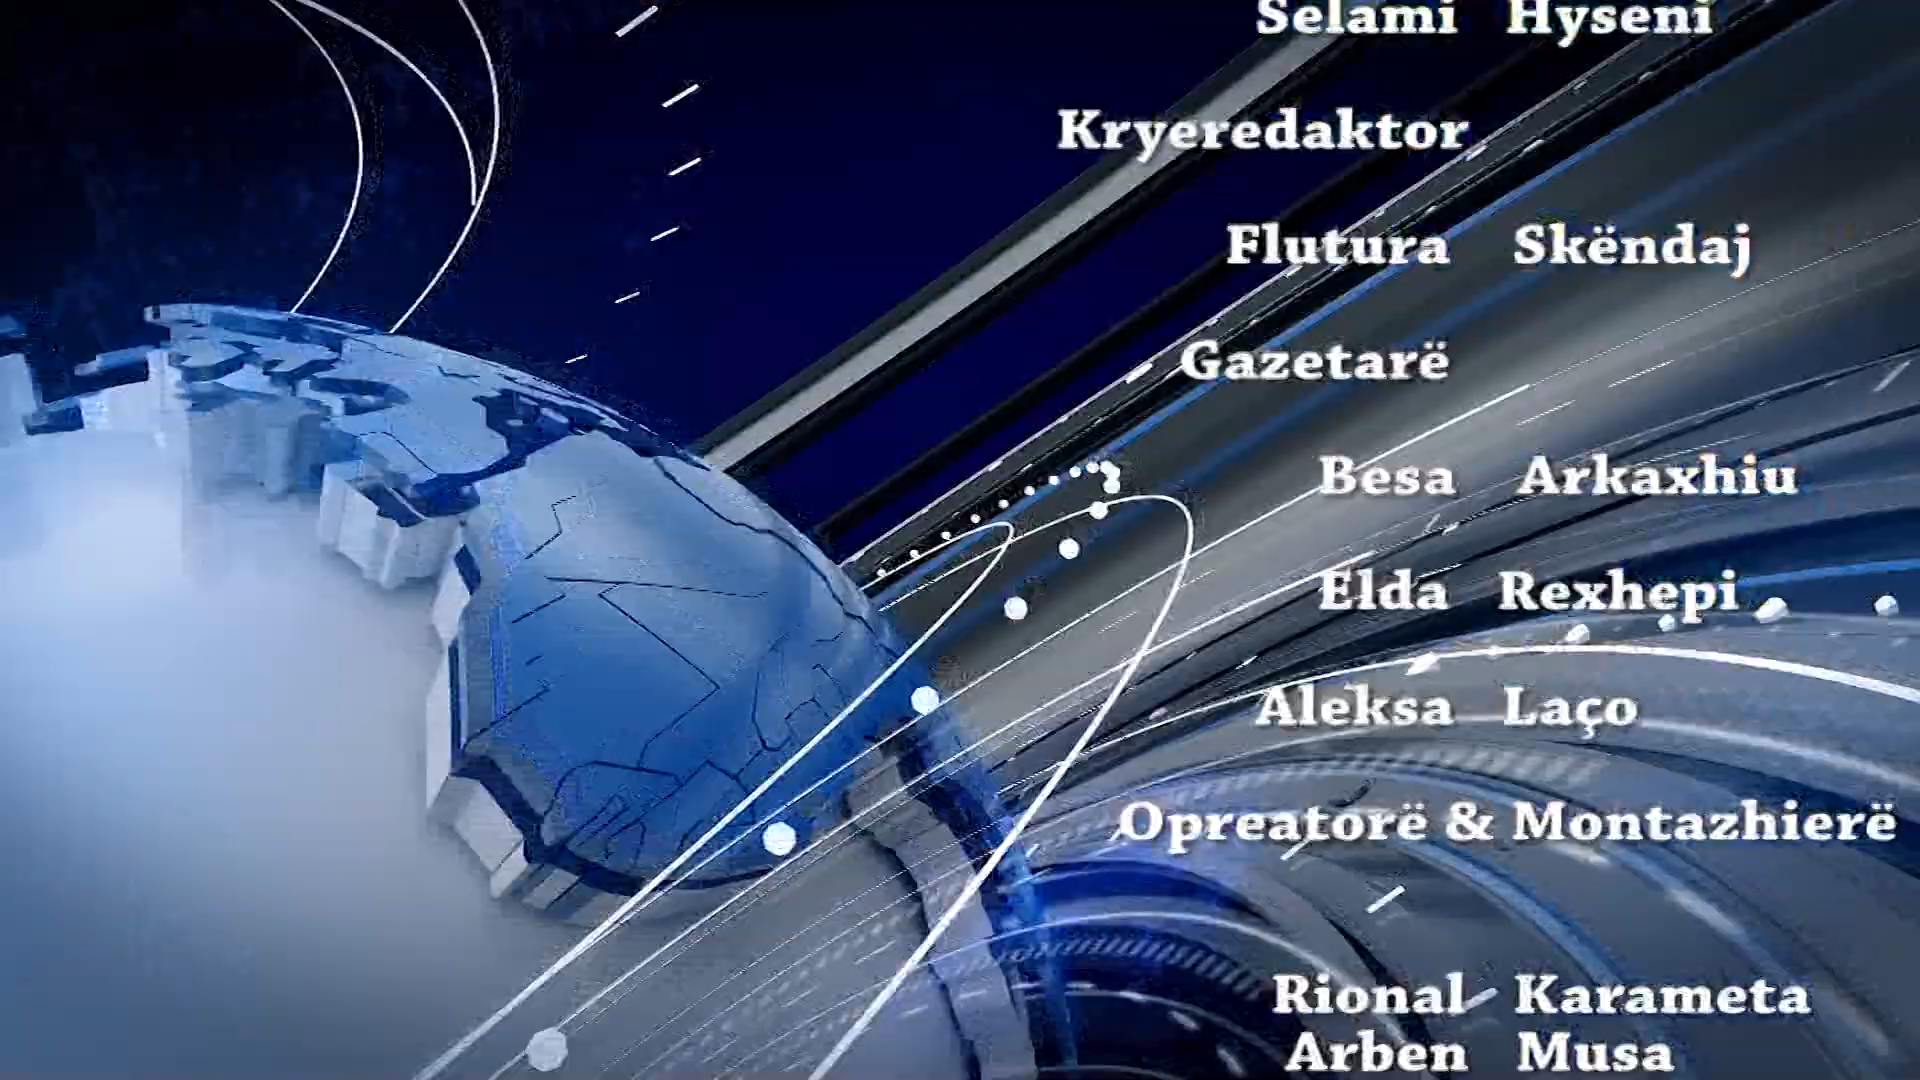 Selami Hyseni
Kryeredaktor
Flutura Skëndaj
Gazetarë
Besa Arkaxhiu
Elda Rexhepi
Aleksa Laço
Opreatorë & Montazhierë
Rional Karameta
Arben Musa